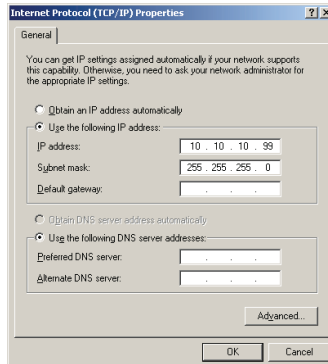 Internet Protocol (TCP/IP) Properties
General
You can get IP settings assigned automatically if your network supports
this capability. Otherwise, you need to ask your network administrator for
the appropriate IP settings.
Obtain an IP address automatically
Use the following IP address:
IP address: 10 . 10 . 10 . 99
Subnet mask: 255 . 255 . 255 . 0
Default gateway: . . .
Obtain DNS server address automatically
Use the following DNS server addresses:
Preferred DNS server: . . .
Alternate DNS server: . . .
Advanced...
OK Cancel